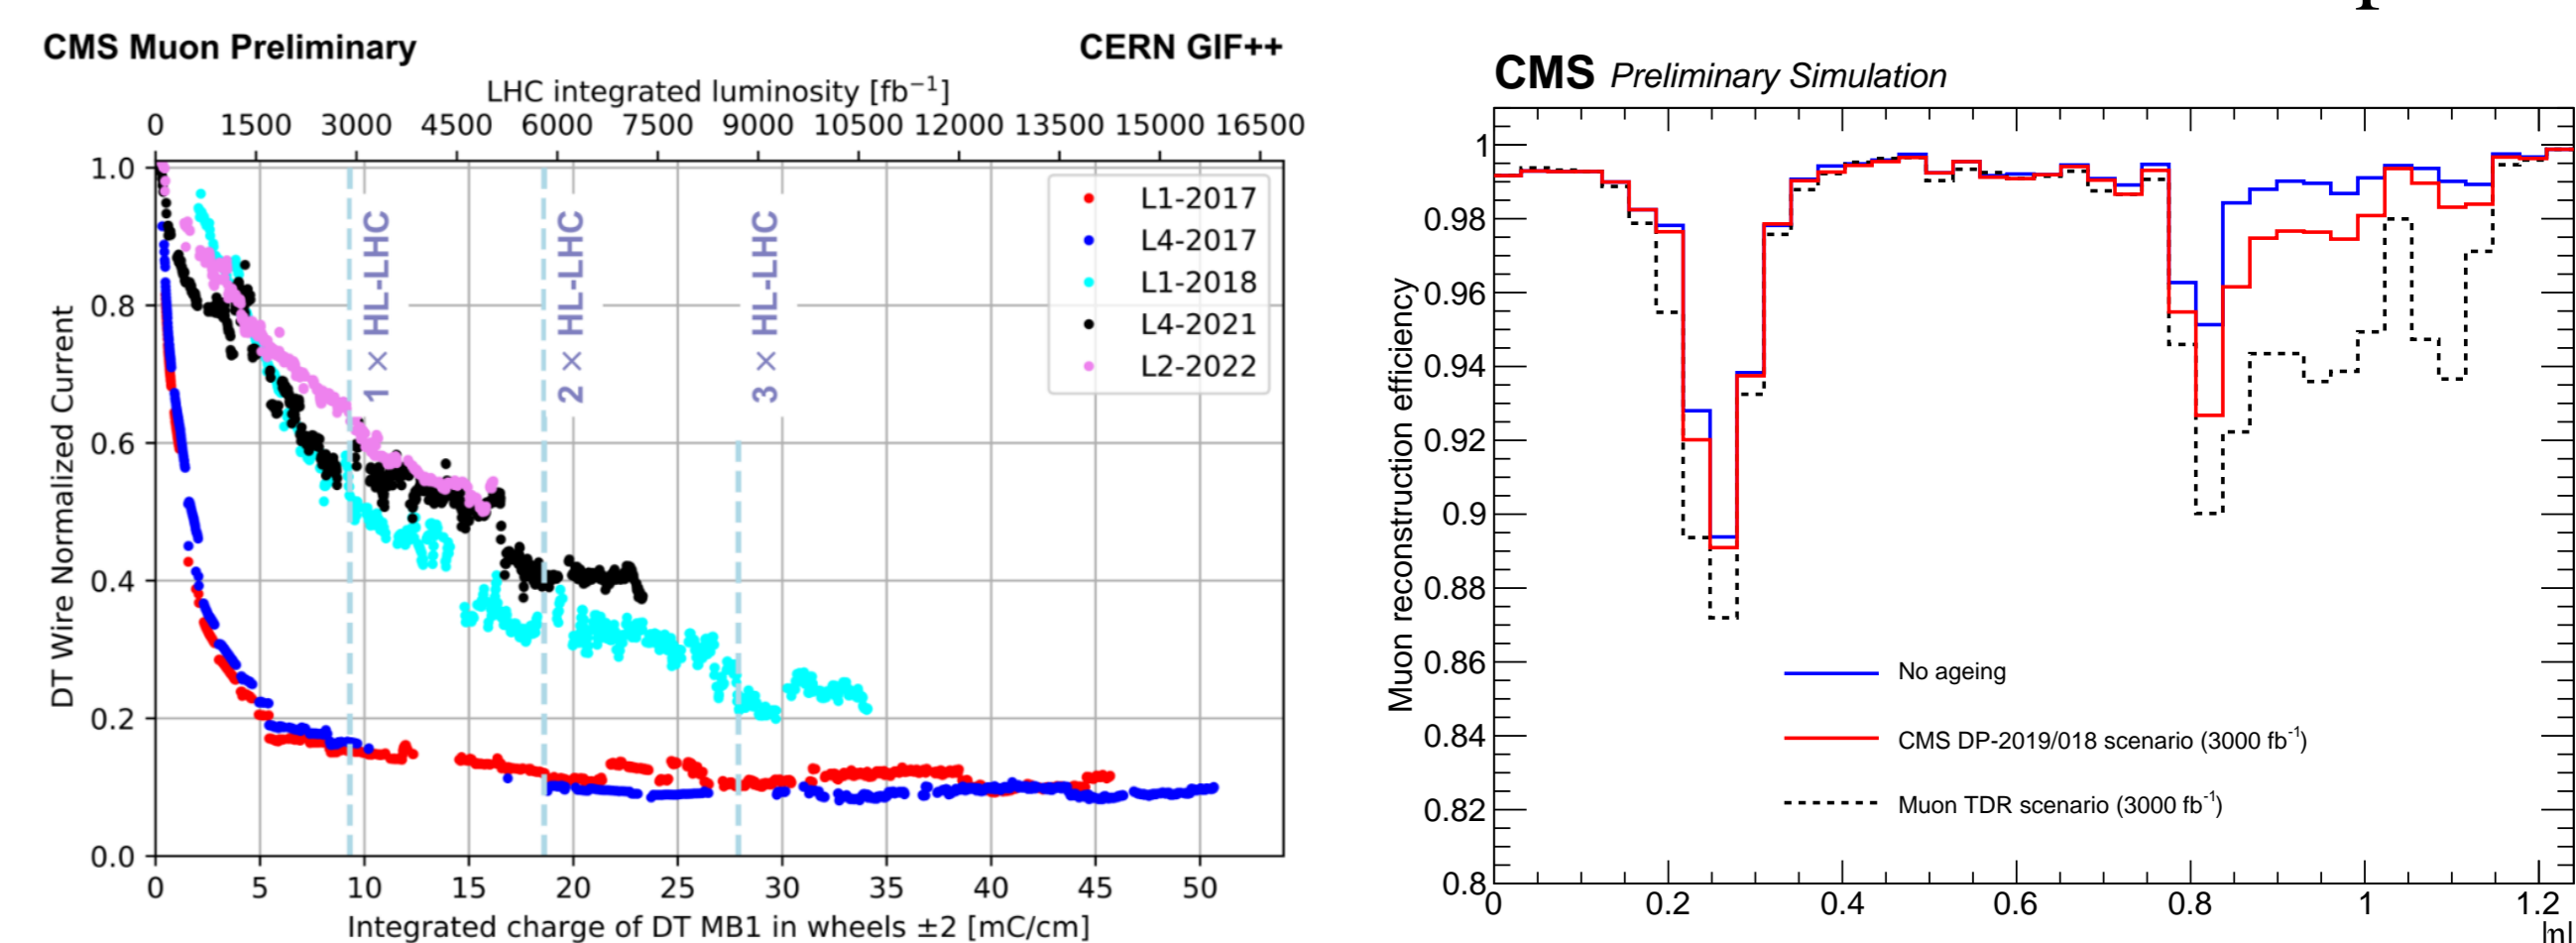 CMS Muon Preliminary
CERN GIF++
LHC integrated luminosity [fb⁻¹]
0 1500 3000 4500 6000 7500 9000 10500 12000 13500 15000 16500
DT Wire Normalized Current
1.0
0.8
0.6
0.4
0.2
0.0
1 × HL-LHC
2 × HL-LHC
3 × HL-LHC
L1-2017
L4-2017
L1-2018
L4-2021
L2-2022
0 5 10 15 20 25 30 35 40 45 50
Integrated charge of DT MB1 in wheels ±2 [mC/cm]
p
CMS Preliminary Simulation
Muon reconstruction efficiency
1
0.98
0.96
0.94
0.92
0.9
0.88
0.86
0.84
0.82
0.8
No ageing
CMS DP-2019/018 scenario (3000 fb⁻¹)
Muon TDR scenario (3000 fb⁻¹)
0 0.2 0.4 0.6 0.8 1 1.2
|η|